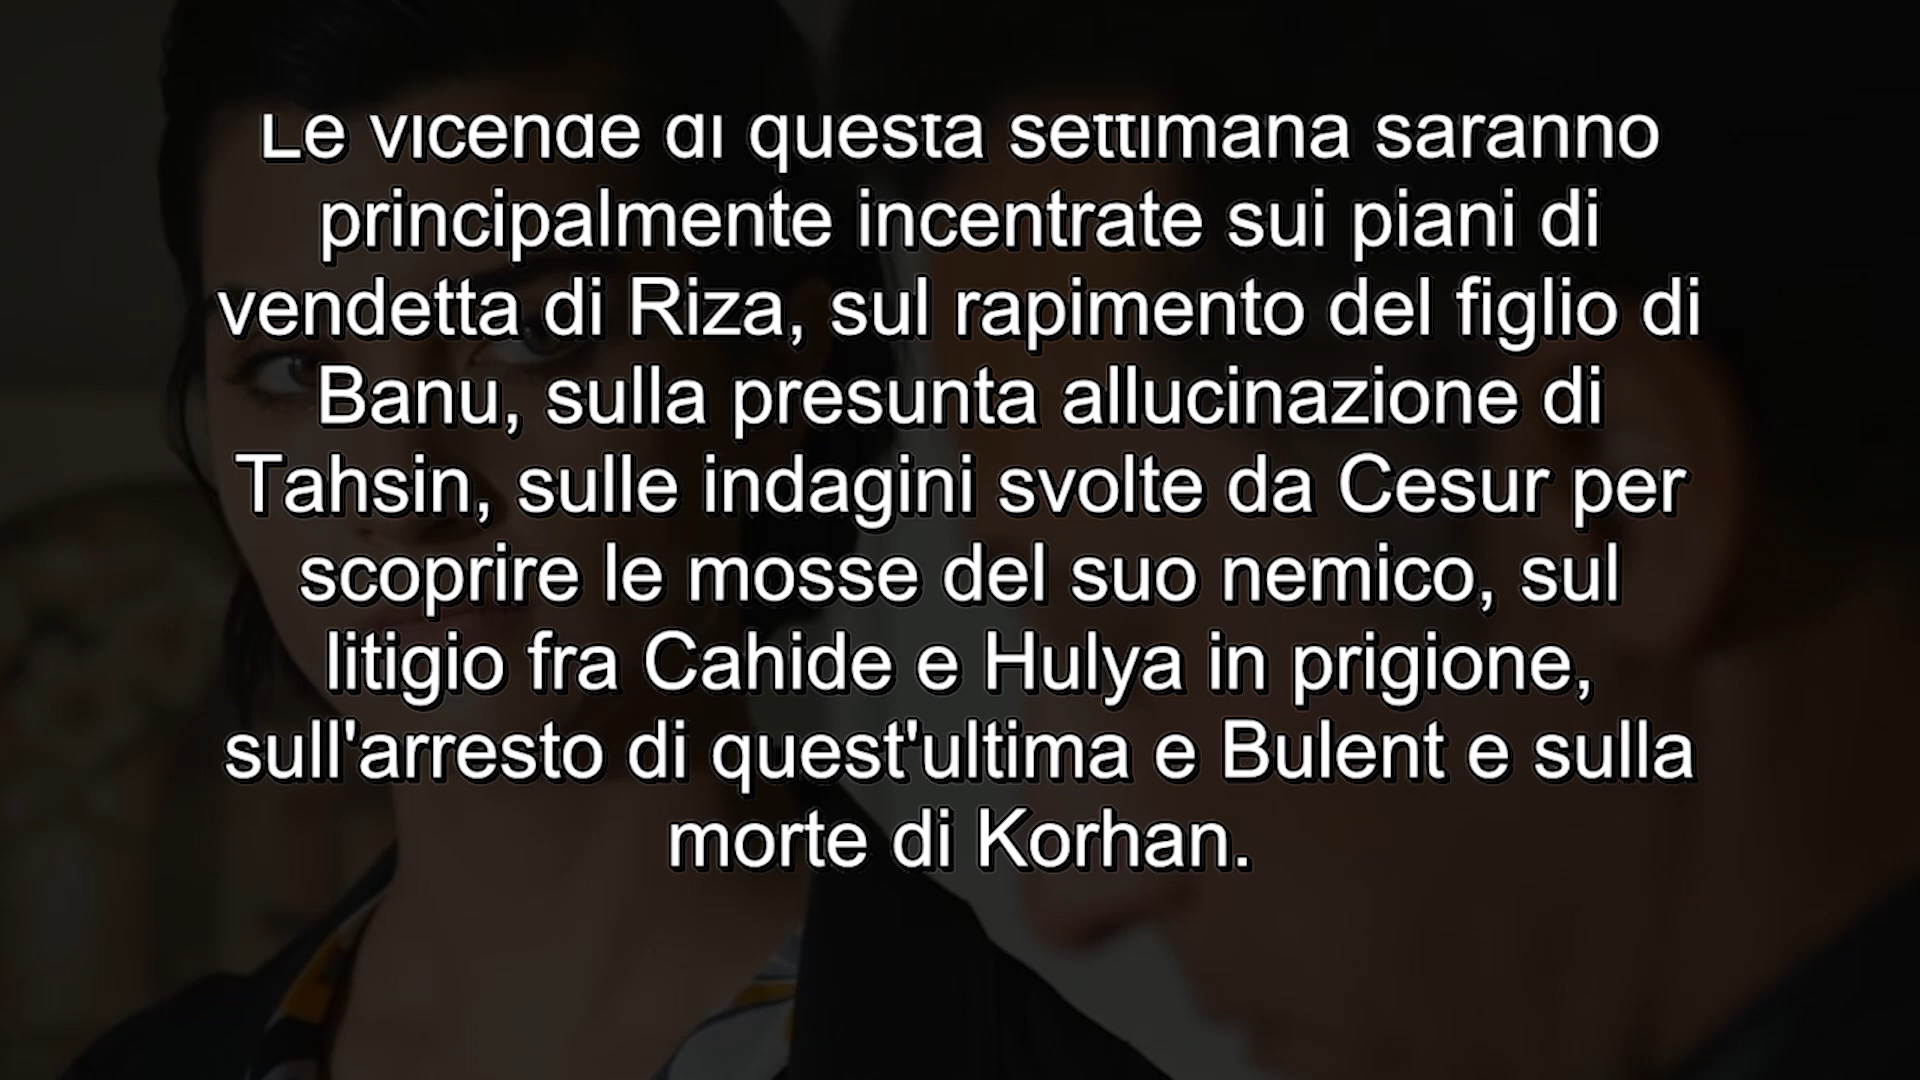 Le vicende di questa settimana saranno
principalmente incentrate sui piani di
vendetta di Riza, sul rapimento del figlio di
Banu, sulla presunta allucinazione di
Tahsin, sulle indagini svolte da Cesur per
scoprire le mosse del suo nemico, sul
litigio fra Cahide e Hulya in prigione,
sull'arresto di quest'ultima e Bulent e sulla
morte di Korhan.